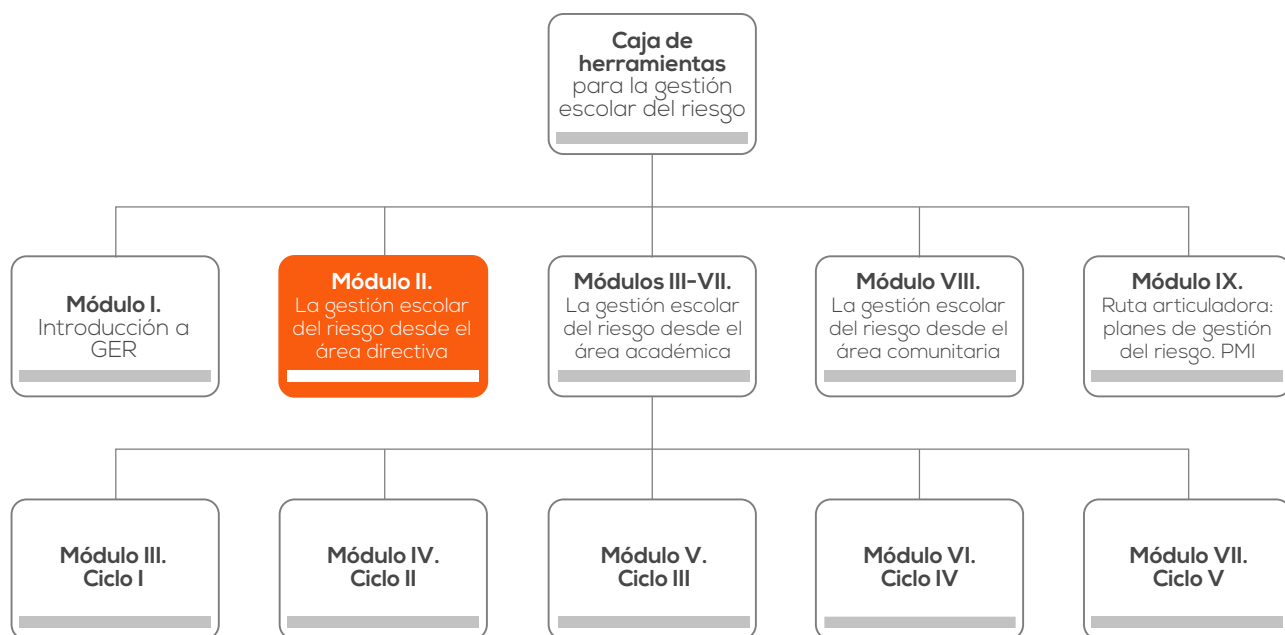 Caja de
herramientas
para la gestión
escolar del riesgo
Módulo I.
Introducción a
GER
Módulo II.
La gestión escolar
del riesgo desde el
área directiva
Módulos III-VII.
La gestión escolar
del riesgo desde el
área académica
Módulo VIII.
La gestión escolar
del riesgo desde el
área comunitaria
Módulo IX.
Ruta articuladora:
planes de gestión
del riesgo. PMI
Módulo III.
Ciclo I
Módulo IV.
Ciclo II
Módulo V.
Ciclo III
Módulo VI.
Ciclo IV
Módulo VII.
Ciclo V